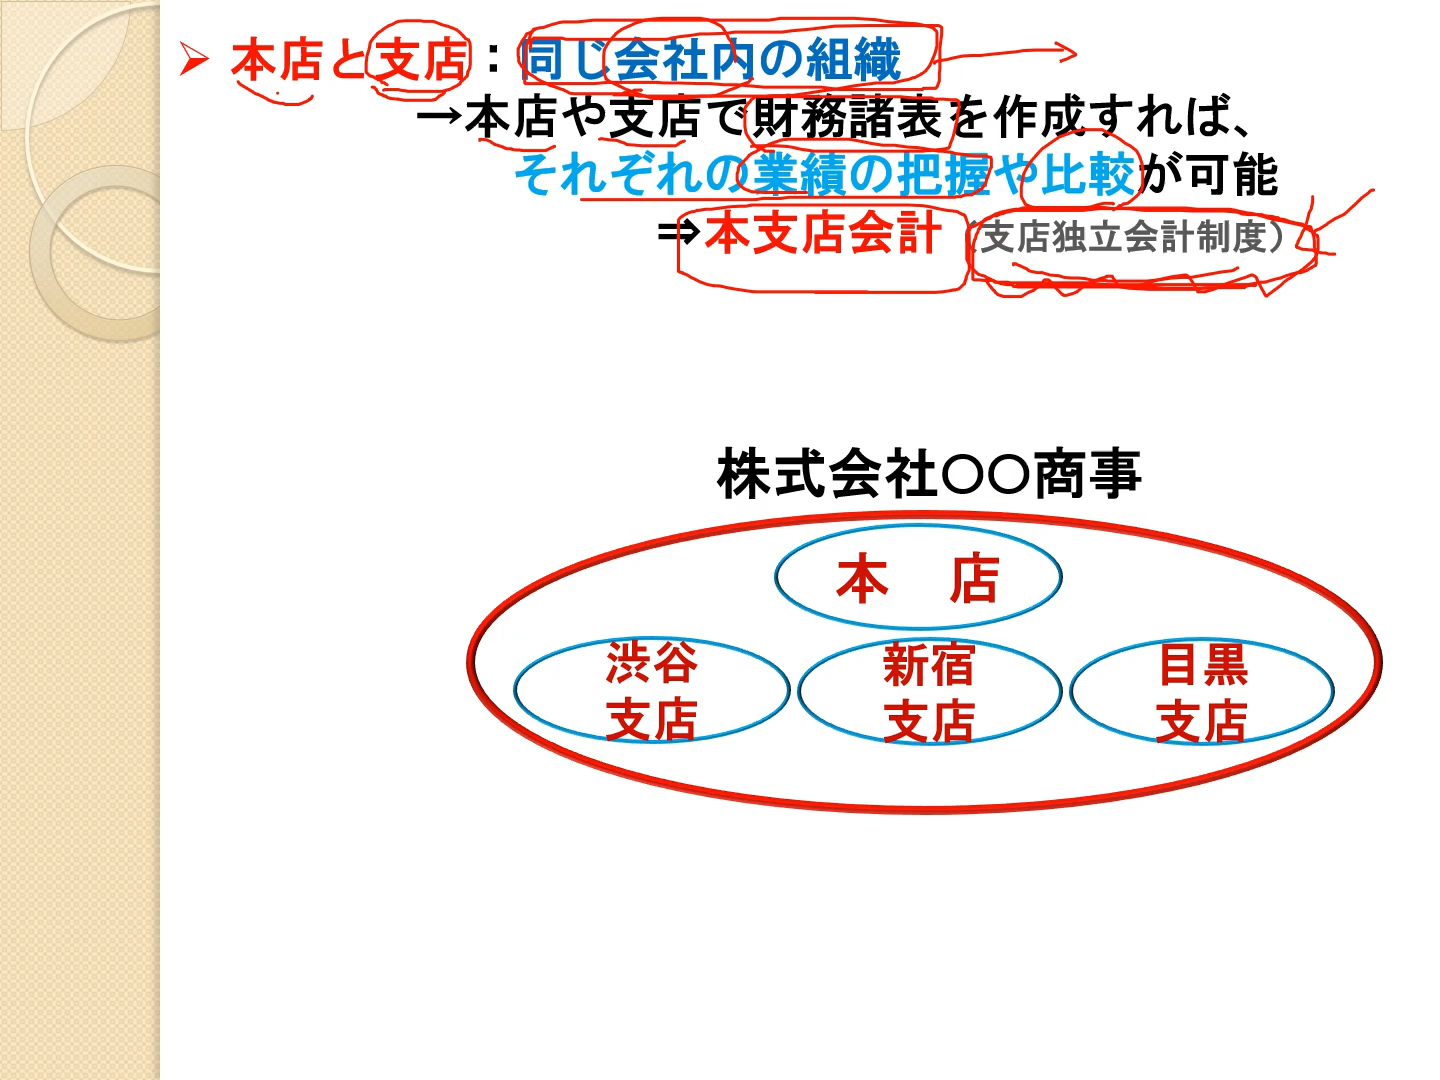 本店と支店：同じ会社内の組織
→本店や支店で財務諸表を作成すれば、
それぞれの業績の把握や比較が可能
⇒本支店会計（支店独立会計制度）
株式会社〇〇商事
本　店
渋谷
支店
新宿
支店
目黒
支店